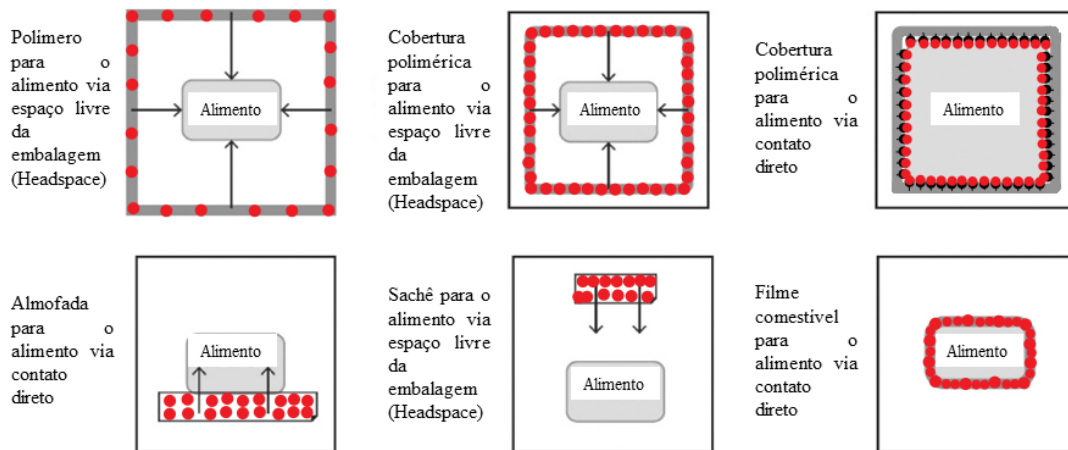 Polímero
para o
alimento via
espaço livre
da
embalagem
(Headspace)
Alimento
Cobertura
polimérica
para o
alimento via
espaço livre
da
embalagem
(Headspace)
Alimento
Cobertura
polimérica
para o
alimento via
contato
direto
Alimento
Almofada
para o
alimento via
contato
direto
Alimento
Sachê para o
alimento via
espaço livre
da
embalagem
(Headspace)
Alimento
Filme
comestível
para o
alimento via
contato
direto
Alimento